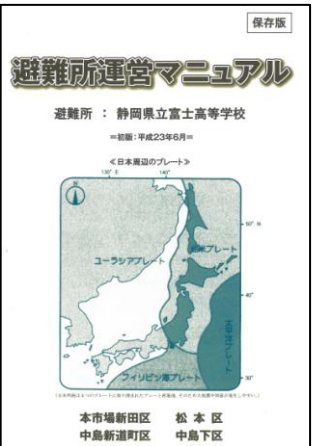 保存版
避難所運営マニュアル
避難所 : 静岡県立富士高等学校
=初版:平成23年6月=
≪日本周辺のプレート≫
130° E 140°
N
50° N
北米プレート
ユーラシアプレート
40°
太平洋プレート
フィリピン海プレート
30°
本市場新田区 松本区
中島新道町区 中島下区